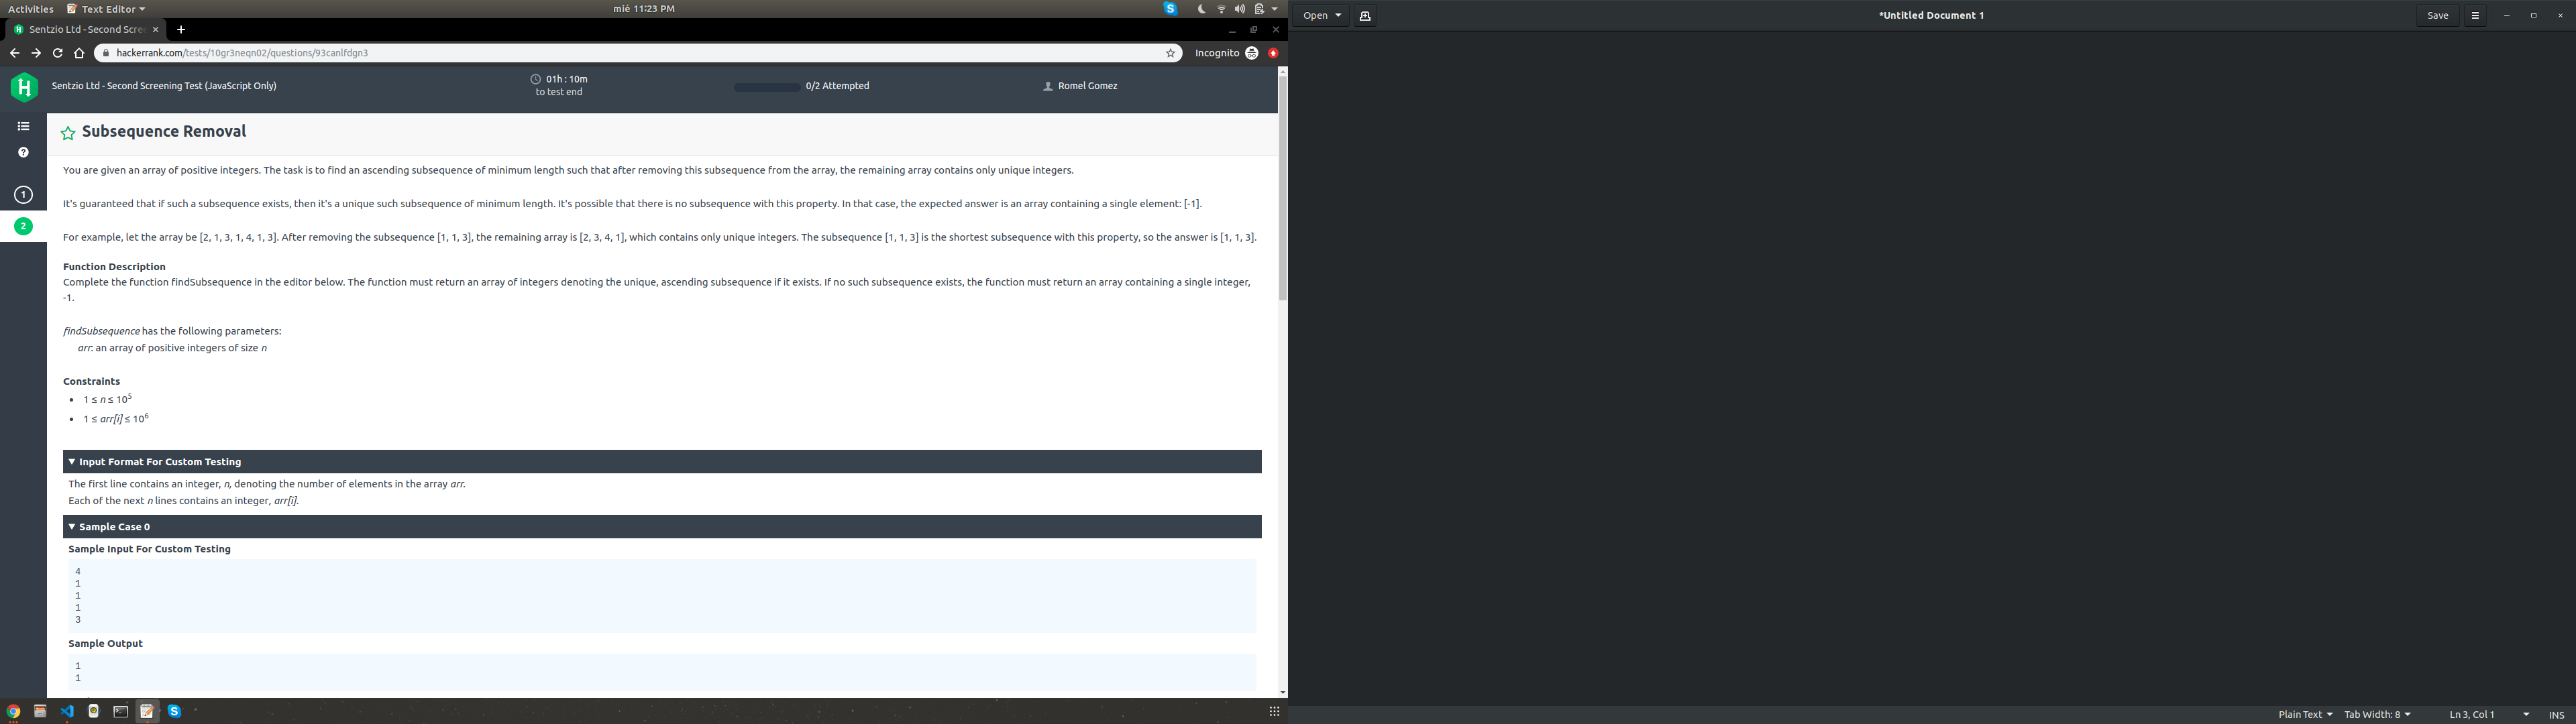 Activities Text Editor mié 11:23 PM
Open *Untitled Document 1 Save
Sentzio Ltd - Second Scree
hackerrank.com/tests/10gr3neqn02/questions/93canlfdgn3 Incognito
Sentzio Ltd - Second Screening Test (JavaScript Only) 01h : 10m 0/2 Attempted Romel Gomez
to test end
Subsequence Removal
You are given an array of positive integers. The task is to find an ascending subsequence of minimum length such that after removing this subsequence from the array, the remaining array contains only unique integers.
1
It's guaranteed that if such a subsequence exists, then it's a unique such subsequence of minimum length. It's possible that there is no subsequence with this property. In that case, the expected answer is an array containing a single element: [-1].
2
For example, let the array be [2, 1, 3, 1, 4, 1, 3]. After removing the subsequence [1, 1, 3], the remaining array is [2, 3, 4, 1], which contains only unique integers. The subsequence [1, 1, 3] is the shortest subsequence with this property, so the answer is [1, 1, 3].
Function Description
Complete the function findSubsequence in the editor below. The function must return an array of integers denoting the unique, ascending subsequence if it exists. If no such subsequence exists, the function must return an array containing a single integer,
-1.
findSubsequence has the following parameters:
arr: an array of positive integers of size n
Constraints
• 1 ≤ n ≤ 10⁵
• 1 ≤ arr[i] ≤ 10⁶
▼ Input Format For Custom Testing
The first line contains an integer, n, denoting the number of elements in the array arr.
Each of the next n lines contains an integer, arr[i].
▼ Sample Case 0
Sample Input For Custom Testing
4
1
1
1
3
Sample Output
1
1
Plain Text Tab Width: 8 Ln 3, Col 1 INS